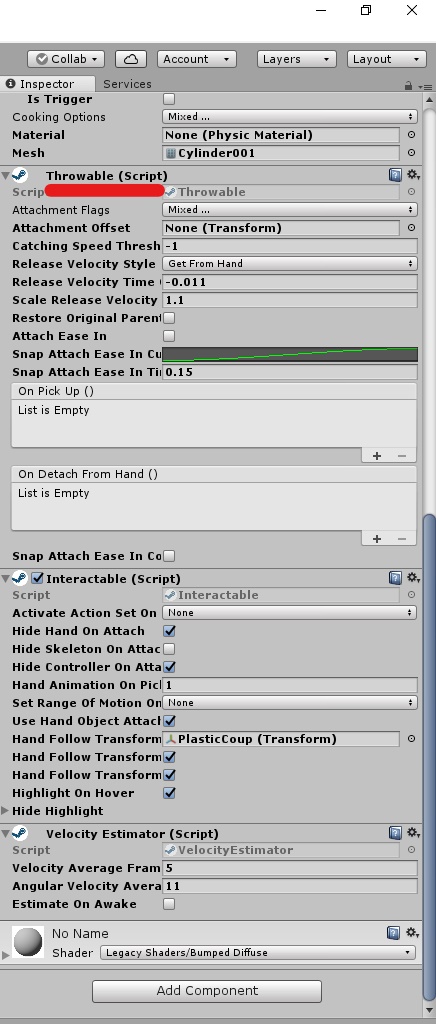 Collab
Account
Layers
Layout
Inspector
Services
Is Trigger
Cooking Options Mixed ...
Material None (Physic Material)
Mesh Cylinder001
Throwable (Script)
Scrip Throwable
Attachment Flags Mixed ...
Attachment Offset None (Transform)
Catching Speed Thresh -1
Release Velocity Style Get From Hand
Release Velocity Time -0.011
Scale Release Velocity 1.1
Restore Original Paren
Attach Ease In
Snap Attach Ease In Cu
Snap Attach Ease In Ti 0.15
On Pick Up ()
List is Empty
On Detach From Hand ()
List is Empty
Snap Attach Ease In Co
Interactable (Script)
Script Interactable
Activate Action Set On None
Hide Hand On Attach
Hide Skeleton On Attac
Hide Controller On Atta
Hand Animation On Pic 1
Set Range Of Motion On None
Use Hand Object Attach
Hand Follow Transform PlasticCoup (Transform)
Hand Follow Transform
Hand Follow Transform
Highlight On Hover
Hide Highlight
Velocity Estimator (Script)
Script VelocityEstimator
Velocity Average Fram 5
Angular Velocity Avera 11
Estimate On Awake
No Name
Shader Legacy Shaders/Bumped Diffuse
Add Component